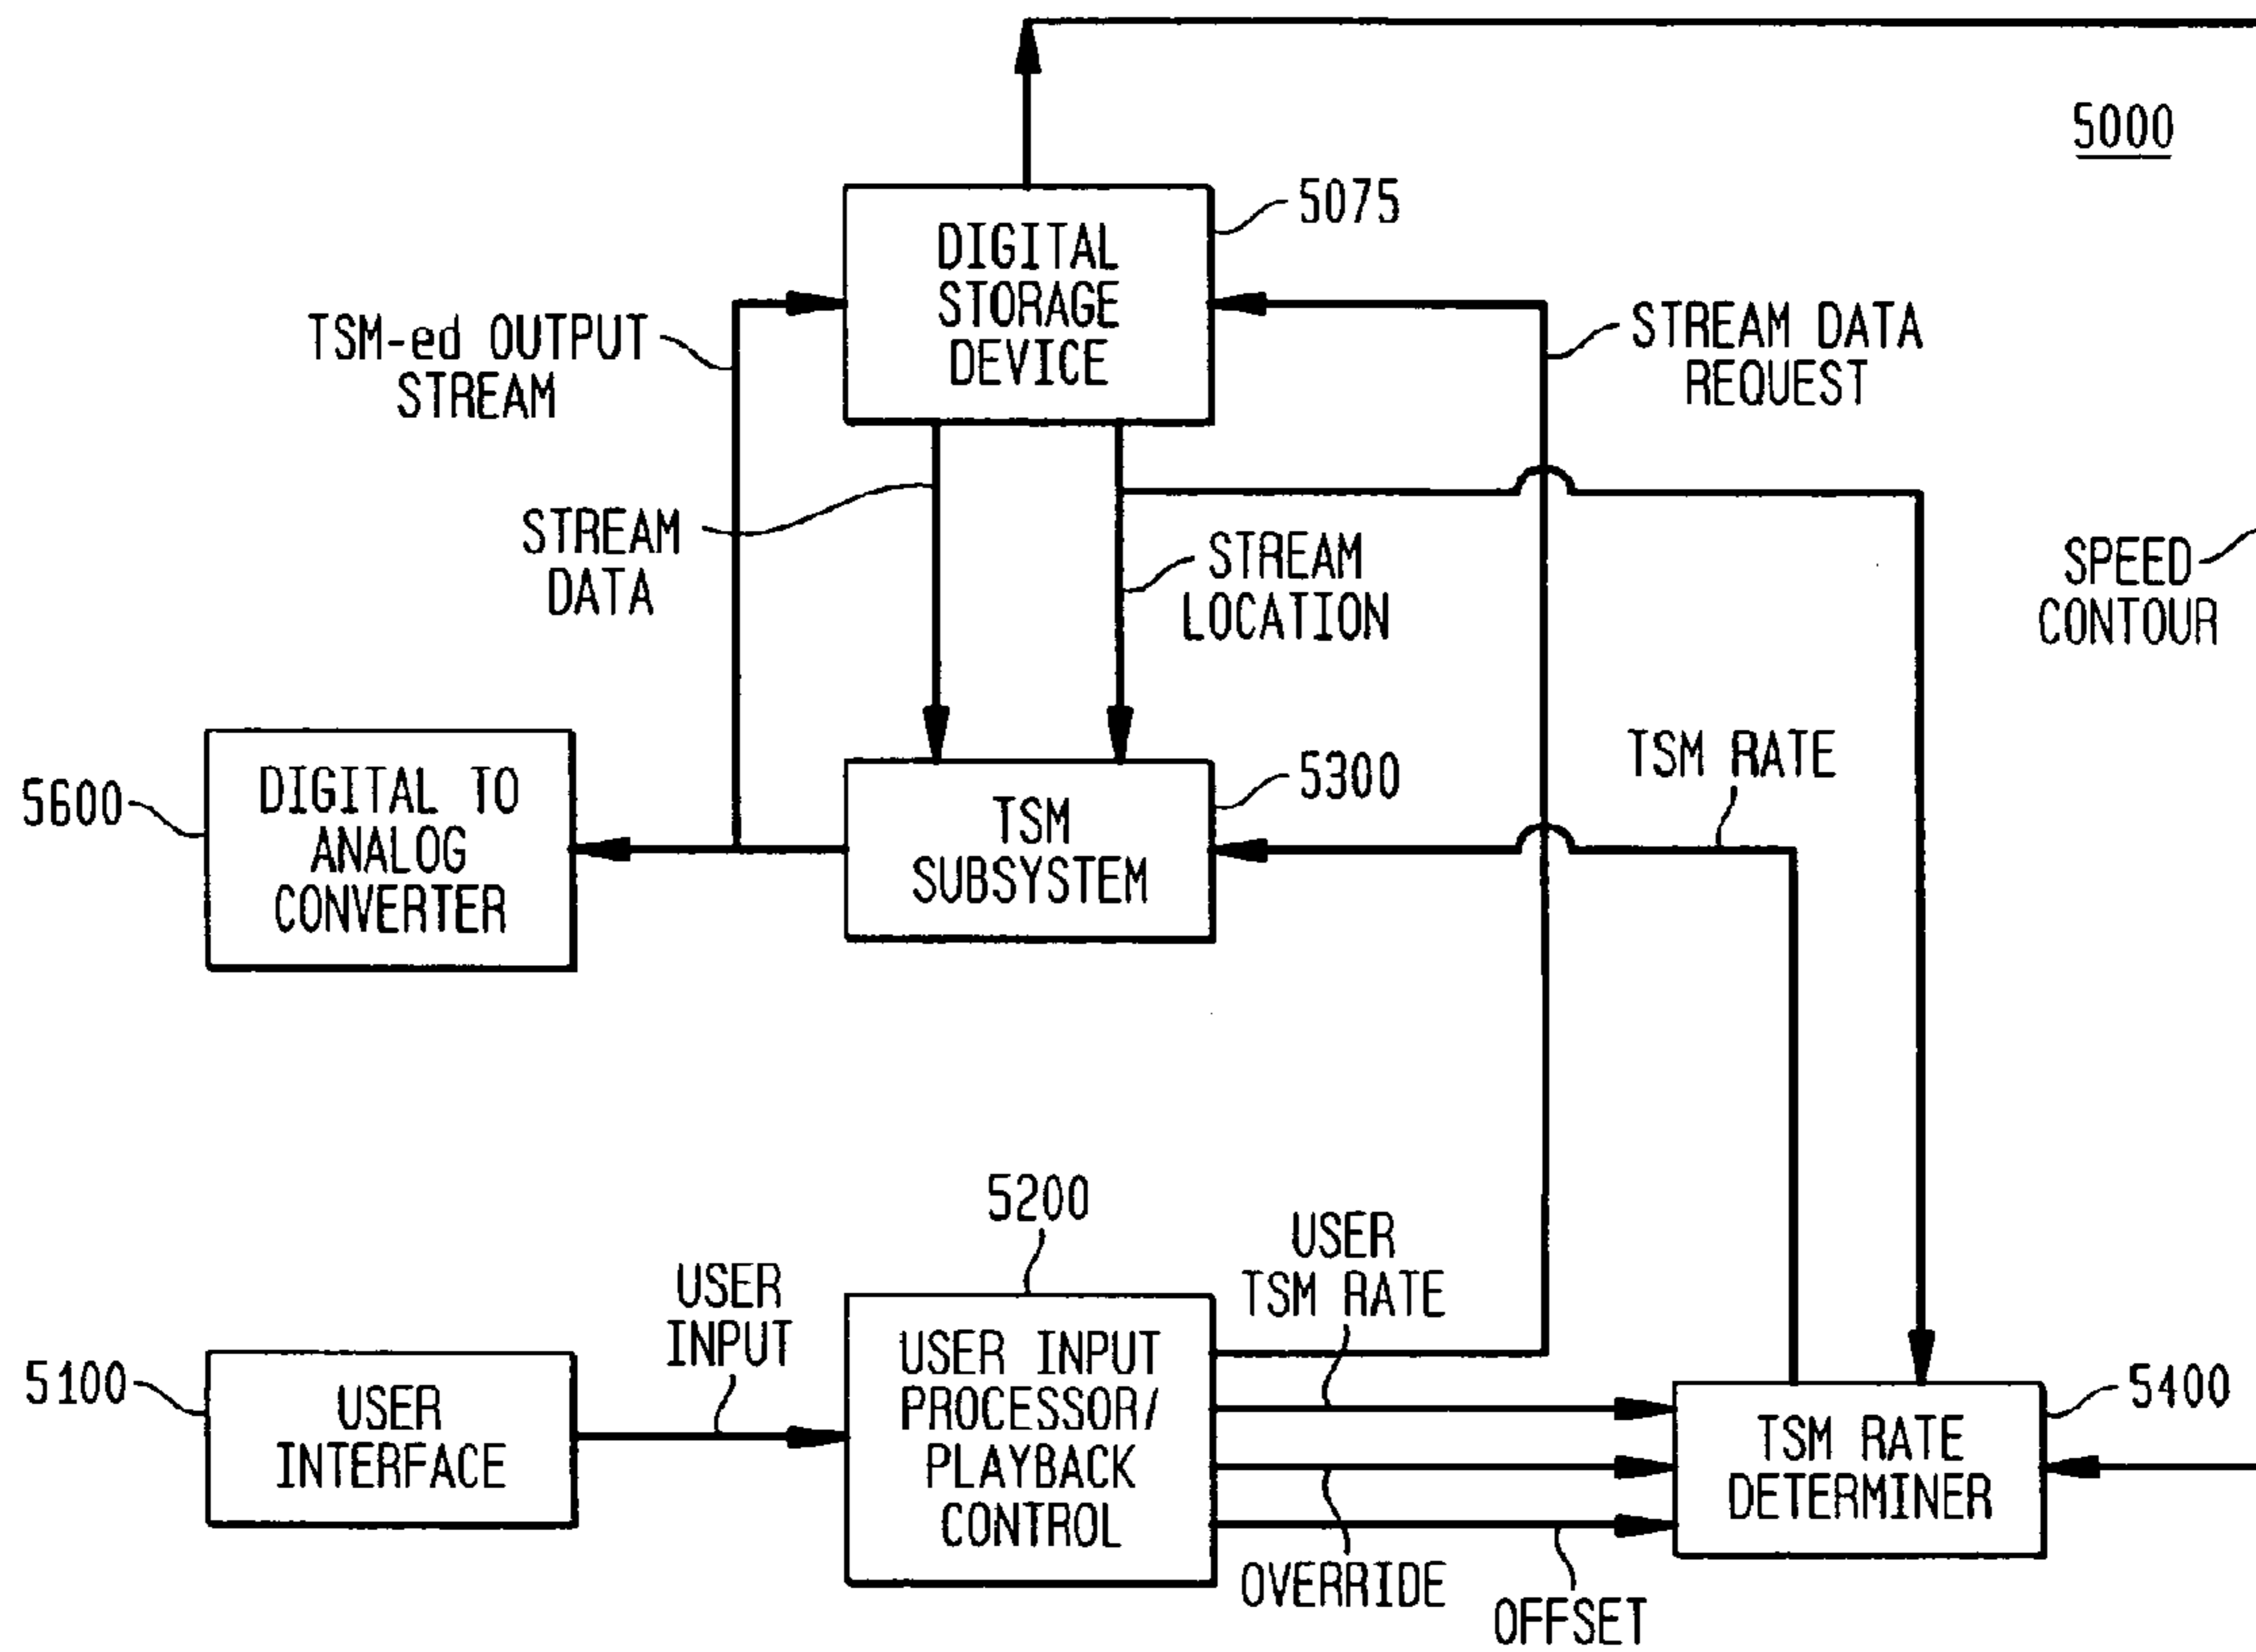 5000
5075
DIGITAL
STORAGE
DEVICE
TSM-ed OUTPUT
STREAM
STREAM DATA
REQUEST
STREAM
DATA
STREAM
LOCATION
SPEED
CONTOUR
5600
DIGITAL TO
ANALOG
CONVERTER
5300
TSM
SUBSYSTEM
TSM RATE
5200
USER
TSM RATE
USER
INPUT
5100
USER
INTERFACE
USER INPUT
PROCESSOR/
PLAYBACK
CONTROL
5400
TSM RATE
DETERMINER
OVERRIDE
OFFSET